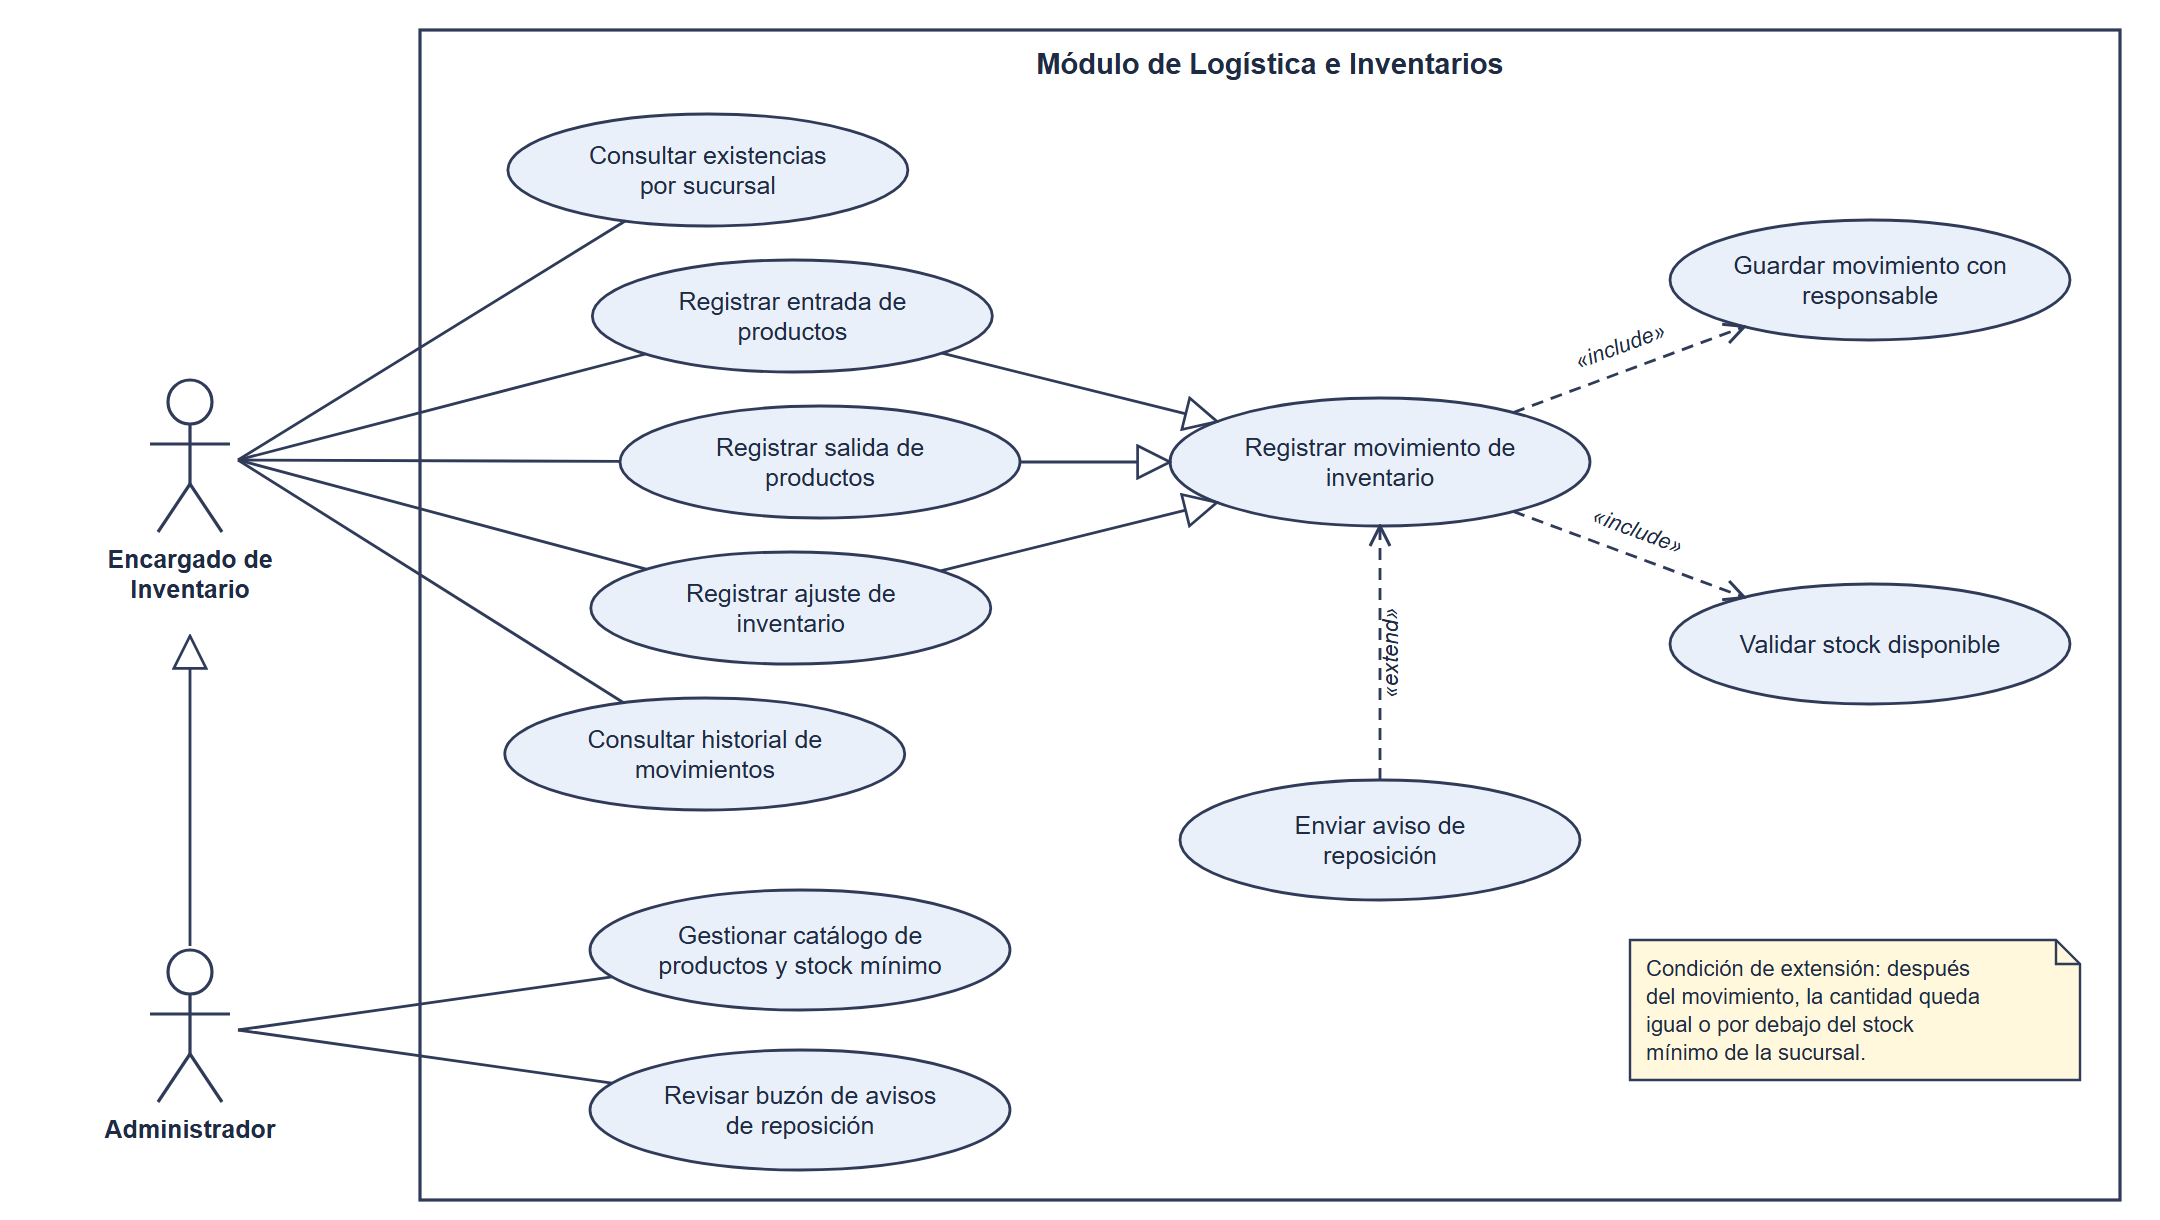 Módulo de Logística e Inventarios
Consultar existencias
por sucursal
Registrar entrada de
productos
Guardar movimiento con
responsable
«include»
Registrar salida de
productos
Registrar movimiento de
inventario
«include»
Encargado de
Inventario
Registrar ajuste de
inventario
«extend»
Validar stock disponible
Consultar historial de
movimientos
Enviar aviso de
reposición
Gestionar catálogo de
productos y stock mínimo
Condición de extensión: después
del movimiento, la cantidad queda
igual o por debajo del stock
mínimo de la sucursal.
Revisar buzón de avisos
de reposición
Administrador